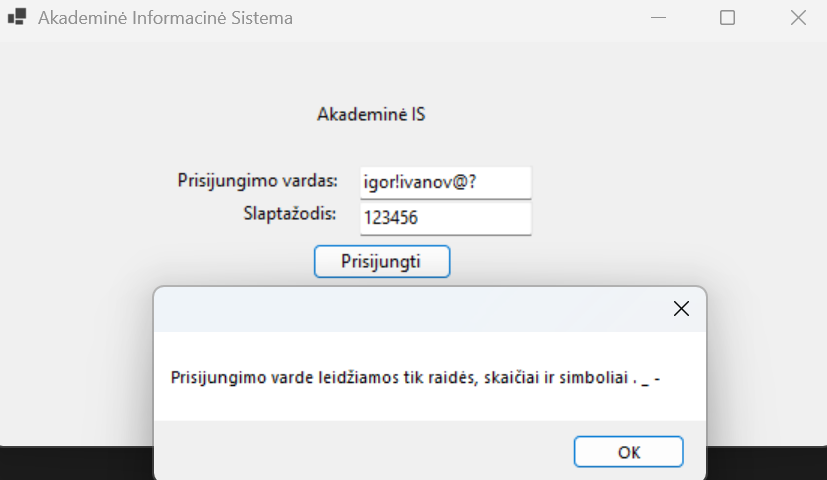 Akademinė Informacinė Sistema
Akademinė IS
Prisijungimo vardas: igor!ivanov@?
Slaptažodis: 123456
Prisijungti
Prisijungimo varde leidžiamos tik raidės, skaičiai ir simboliai . _ -
OK